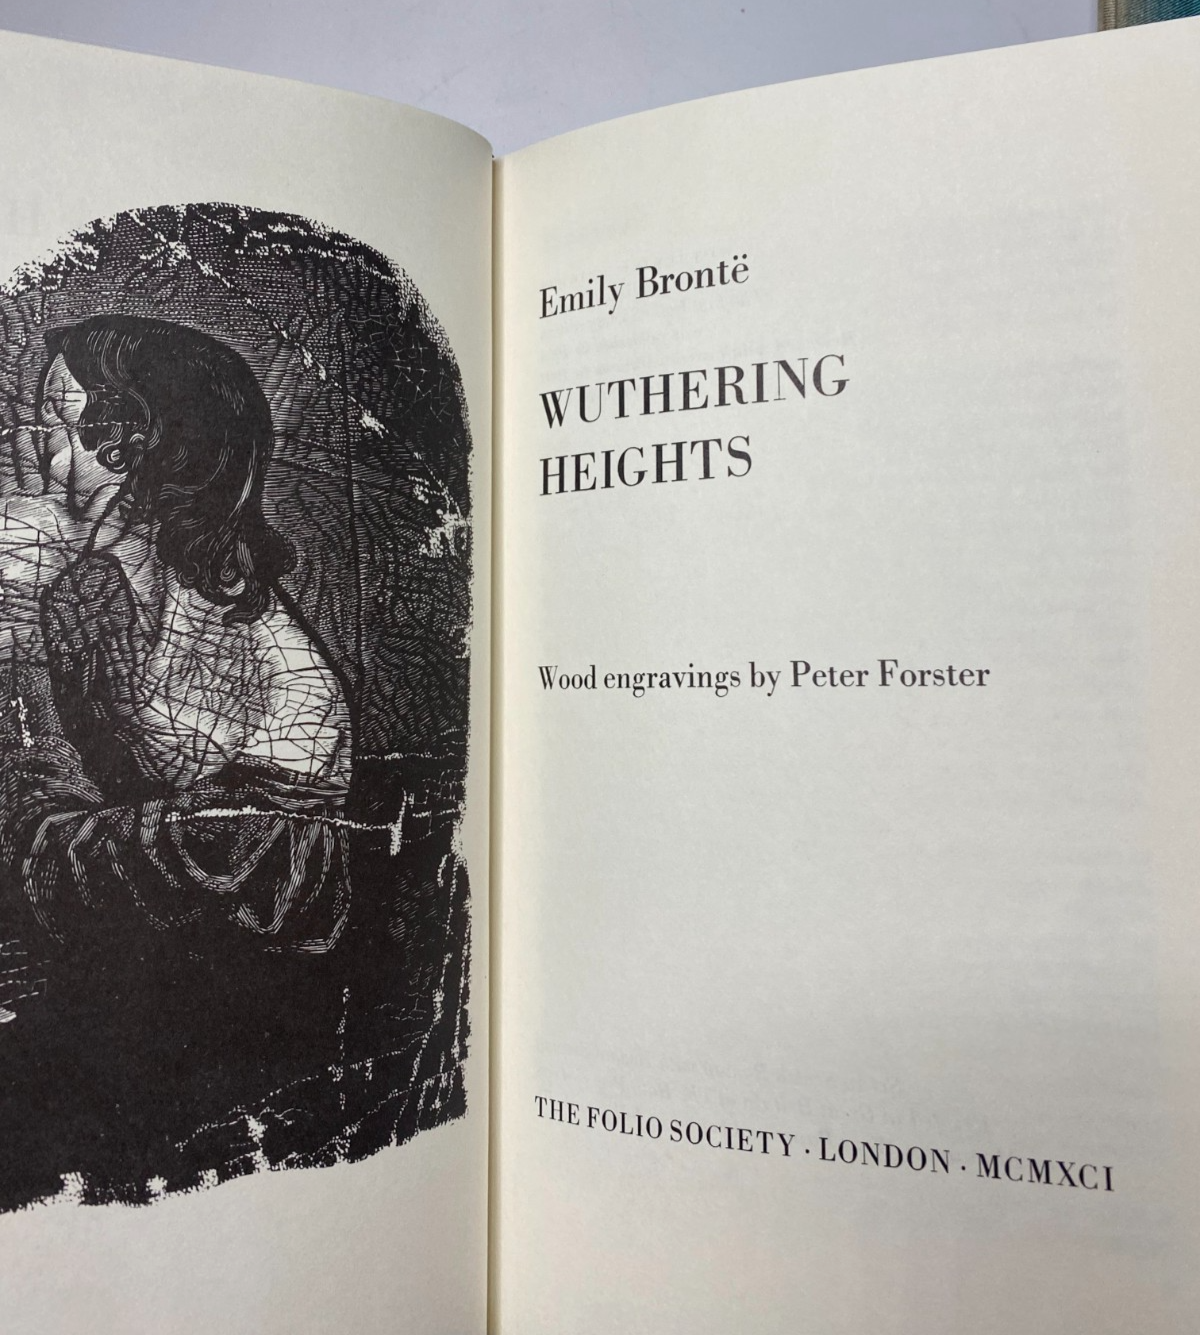 Emily Brontë
WUTHERING
HEIGHTS
Wood engravings by Peter Forster
THE FOLIO SOCIETY · LONDON · MCMXCI